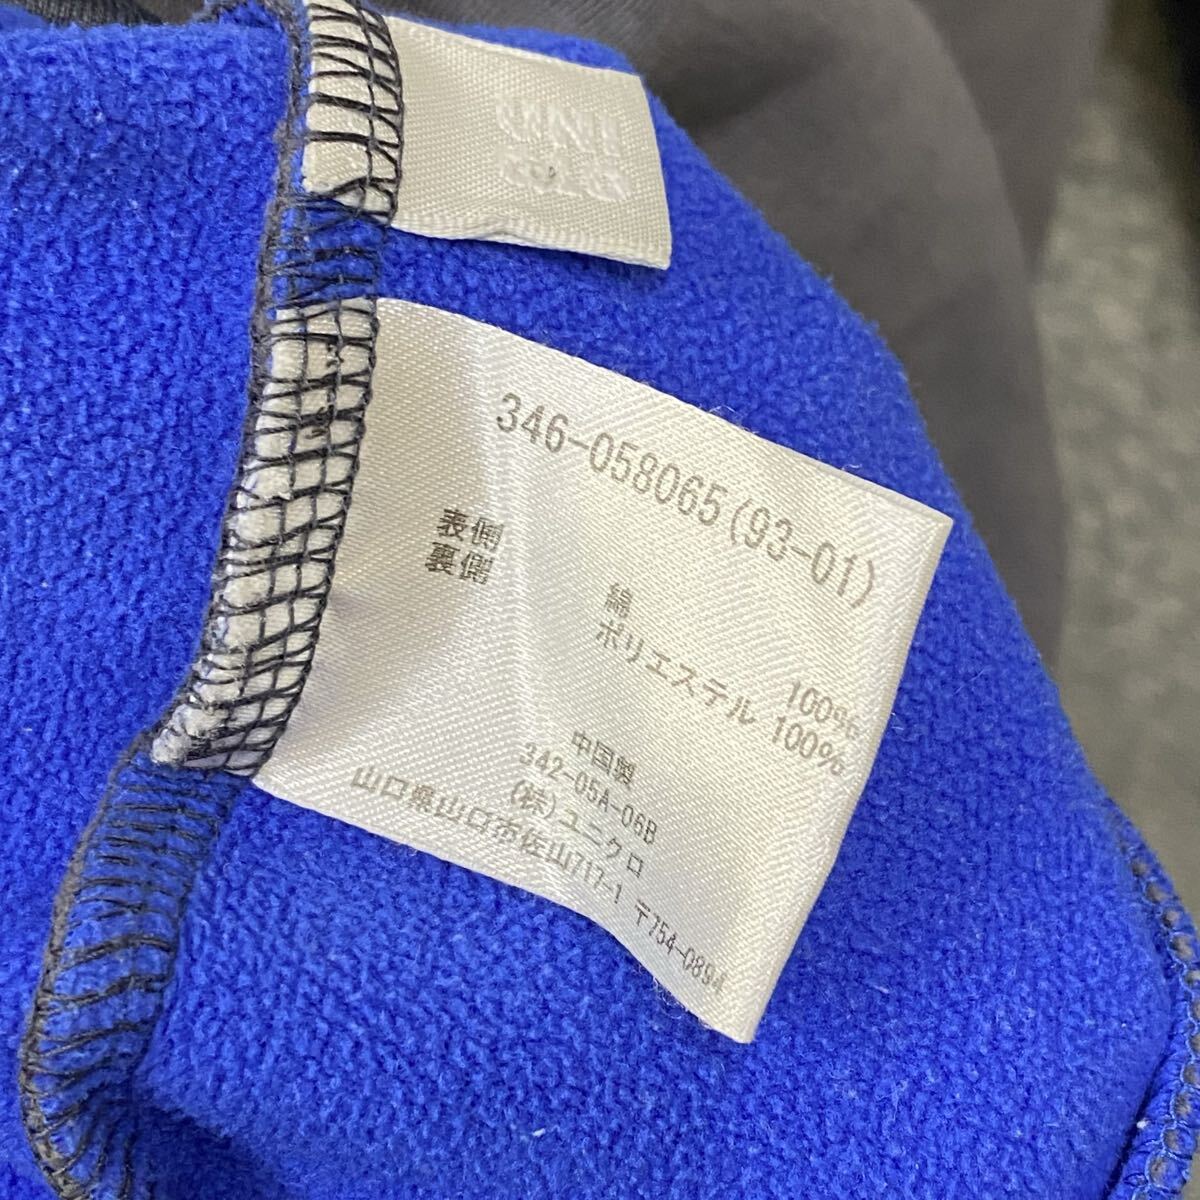 UNI
QLO
346-058065(93-01)
表側 綿 100%
裏側 ポリエステル 100%
中国製
342-05A-06B
(株)ユニクロ
山口県山口市佐山717-1 〒754-0894